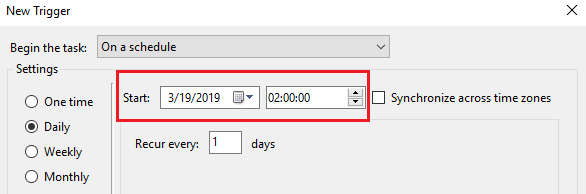 New Trigger
Begin the task: On a schedule
Settings
One time
Start: 3/19/2019 02:00:00 Synchronize across time zones
Daily
Recur every: 1 days
Weekly
Monthly